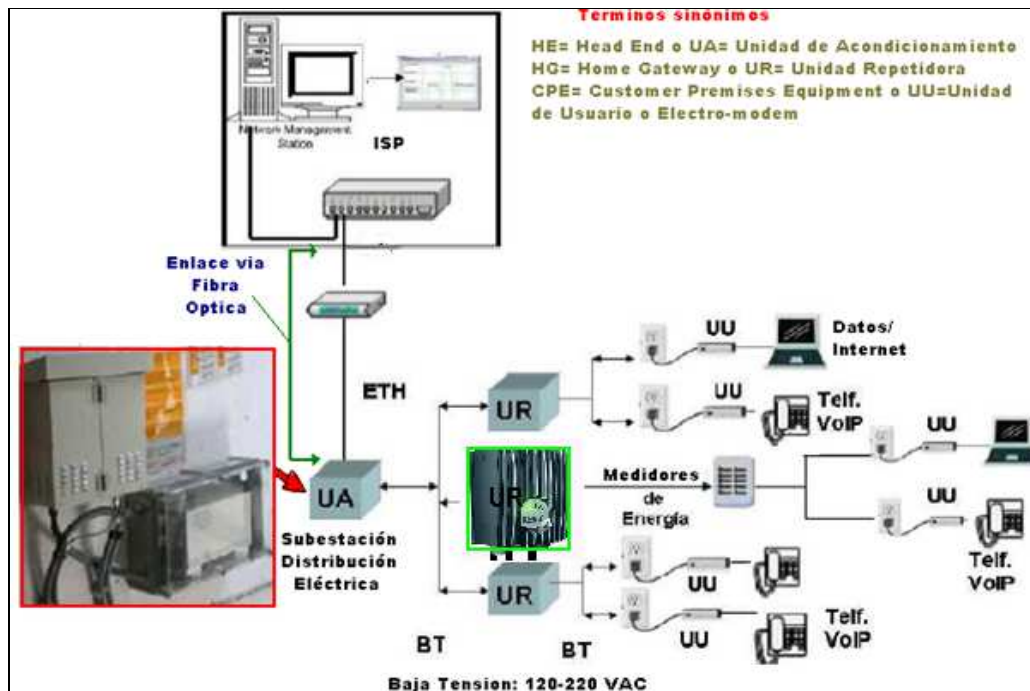 Terminos sinónimos
HE= Head End o UA= Unidad de Acondicionamiento
HG= Home Gateway o UR= Unidad Repetidora
CPE= Customer Premises Equipment o UU=Unidad
de Usuario o Electro-modem
Network Management
Station
ISP
Enlace via
Fibra
Optica
ETH
UA
Subestación
Distribución
Eléctrica
UR
UU
Datos/
Internet
UU
Telf.
VoIP
UR
Medidores
de
Energía
UU
UU
Telf.
VoIP
UR
UU
UU
Telf.
VoIP
BT
BT
Baja Tension: 120-220 VAC